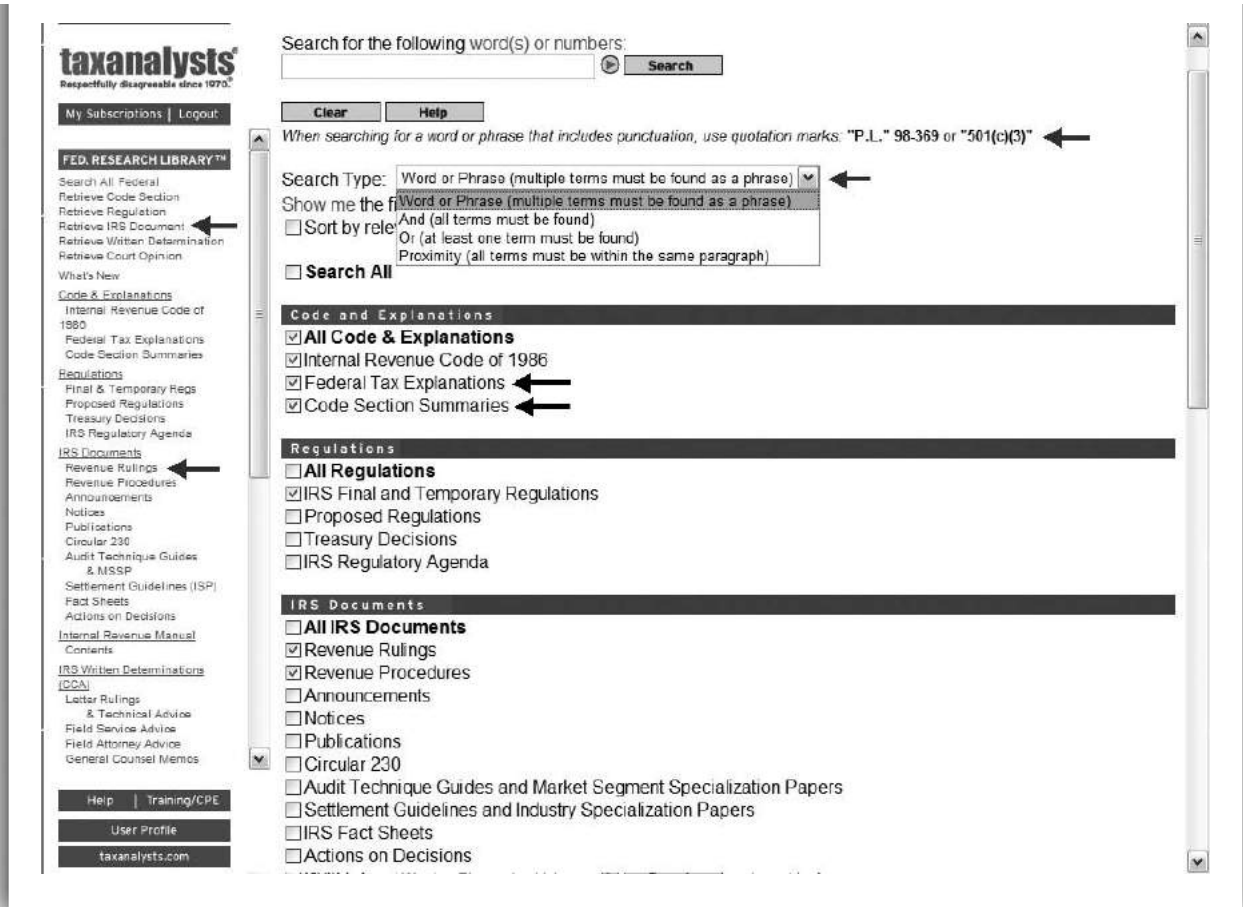 taxanalysts®
Respectfully disagreeable since 1970.®
My Subscriptions | Logout
FED. RESEARCH LIBRARY™
Search All Federal
Retrieve Code Section
Retrieve Regulation
Retrieve IRS Document
Retrieve Written Determination
Retrieve Court Opinion
What's New
Code & Explanations
Internal Revenue Code of
1986
Federal Tax Explanations
Code Section Summaries
Regulations
Final & Temporary Regs
Proposed Regulations
Treasury Decisions
IRS Regulatory Agenda
IRS Documents
Revenue Rulings
Revenue Procedures
Announcements
Notices
Publications
Circular 230
Audit Technique Guides
& MSSP
Settlement Guidelines (ISP)
Fact Sheets
Actions on Decisions
Internal Revenue Manual
Contents
IRS Written Determinations
(CCA)
Letter Rulings
& Technical Advice
Field Service Advice
Field Attorney Advice
General Counsel Memos
Help | Training/CPE
User Profile
taxanalysts.com
Search for the following word(s) or numbers:
Search
Clear Help
When searching for a word or phrase that includes punctuation, use quotation marks: "P.L." 98-369 or "501(c)(3)"
Search Type: Word or Phrase (multiple terms must be found as a phrase)
Show me the f Word or Phrase (multiple terms must be found as a phrase)
And (all terms must be found)
Sort by rele Or (at least one term must be found)
Proximity (all terms must be within the same paragraph)
Search All
Code and Explanations
All Code & Explanations
Internal Revenue Code of 1986
Federal Tax Explanations
Code Section Summaries
Regulations
All Regulations
IRS Final and Temporary Regulations
Proposed Regulations
Treasury Decisions
IRS Regulatory Agenda
IRS Documents
All IRS Documents
Revenue Rulings
Revenue Procedures
Announcements
Notices
Publications
Circular 230
Audit Technique Guides and Market Segment Specialization Papers
Settlement Guidelines and Industry Specialization Papers
IRS Fact Sheets
Actions on Decisions